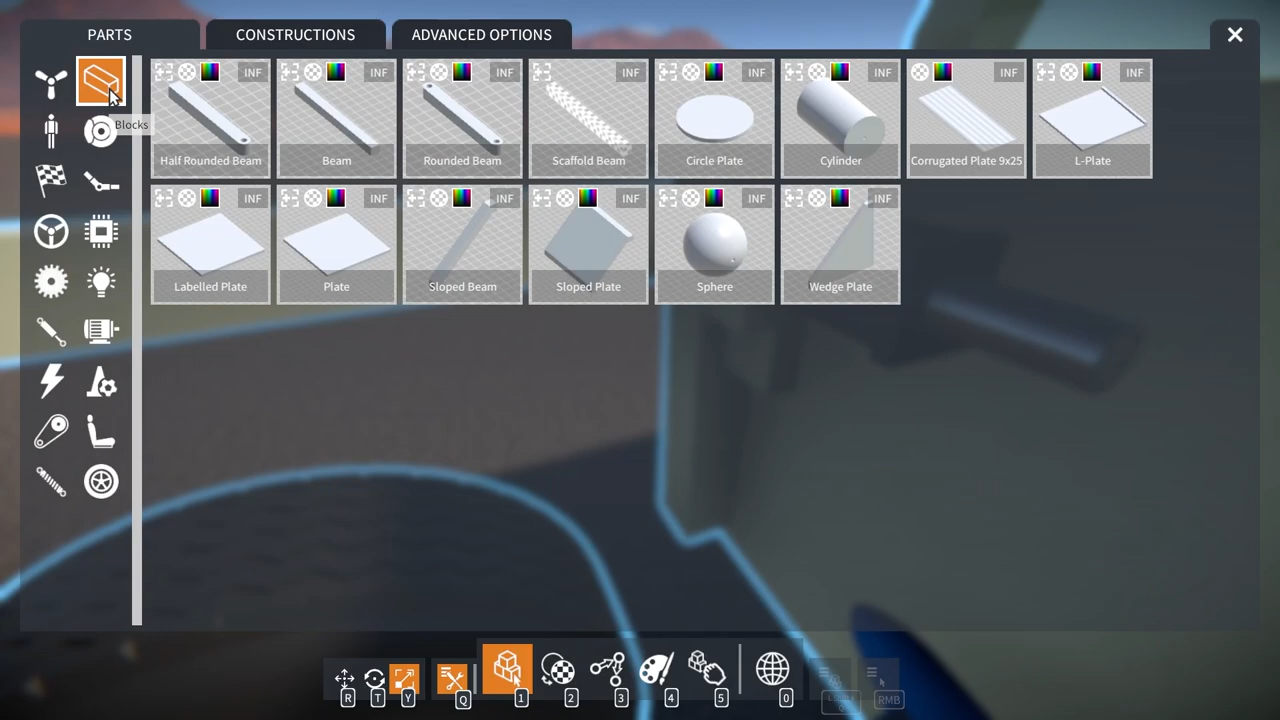 PARTS
CONSTRUCTIONS
ADVANCED OPTIONS
Blocks
INF
INF
INF
INF
INF
INF
INF
INF
Half Rounded Beam
Beam
Rounded Beam
Scaffold Beam
Circle Plate
Cylinder
Corrugated Plate 9x25
L-Plate
INF
INF
INF
INF
INF
INF
Labelled Plate
Plate
Sloped Beam
Sloped Plate
Sphere
Wedge Plate
R
T
Y
Q
1
2
3
4
5
0
RMB